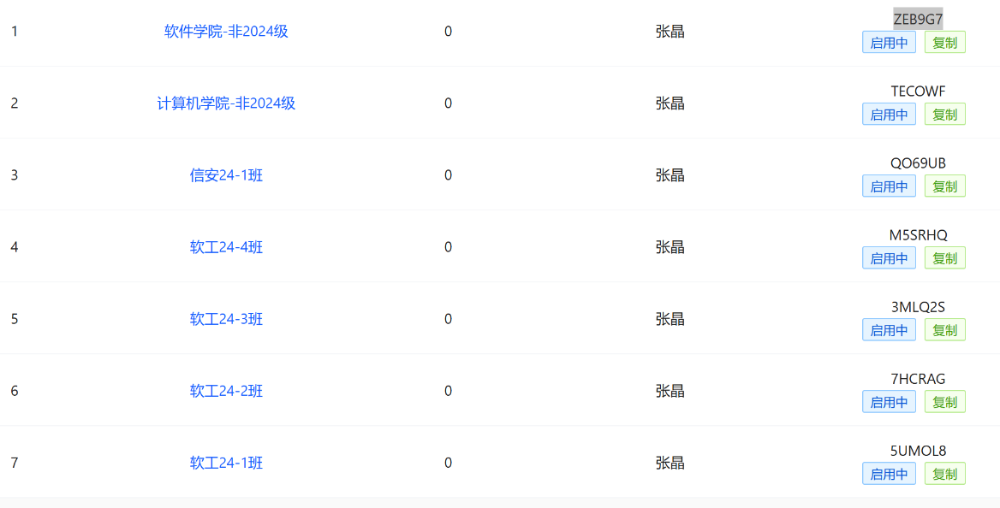 1 软件学院-非2024级 0 张晶 ZEB9G7
启用中 复制
2 计算机学院-非2024级 0 张晶 TECOWF
启用中 复制
3 信安24-1班 0 张晶 QO69UB
启用中 复制
4 软工24-4班 0 张晶 M5SRHQ
启用中 复制
5 软工24-3班 0 张晶 3MLQ2S
启用中 复制
6 软工24-2班 0 张晶 7HCRAG
启用中 复制
7 软工24-1班 0 张晶 5UMOL8
启用中 复制